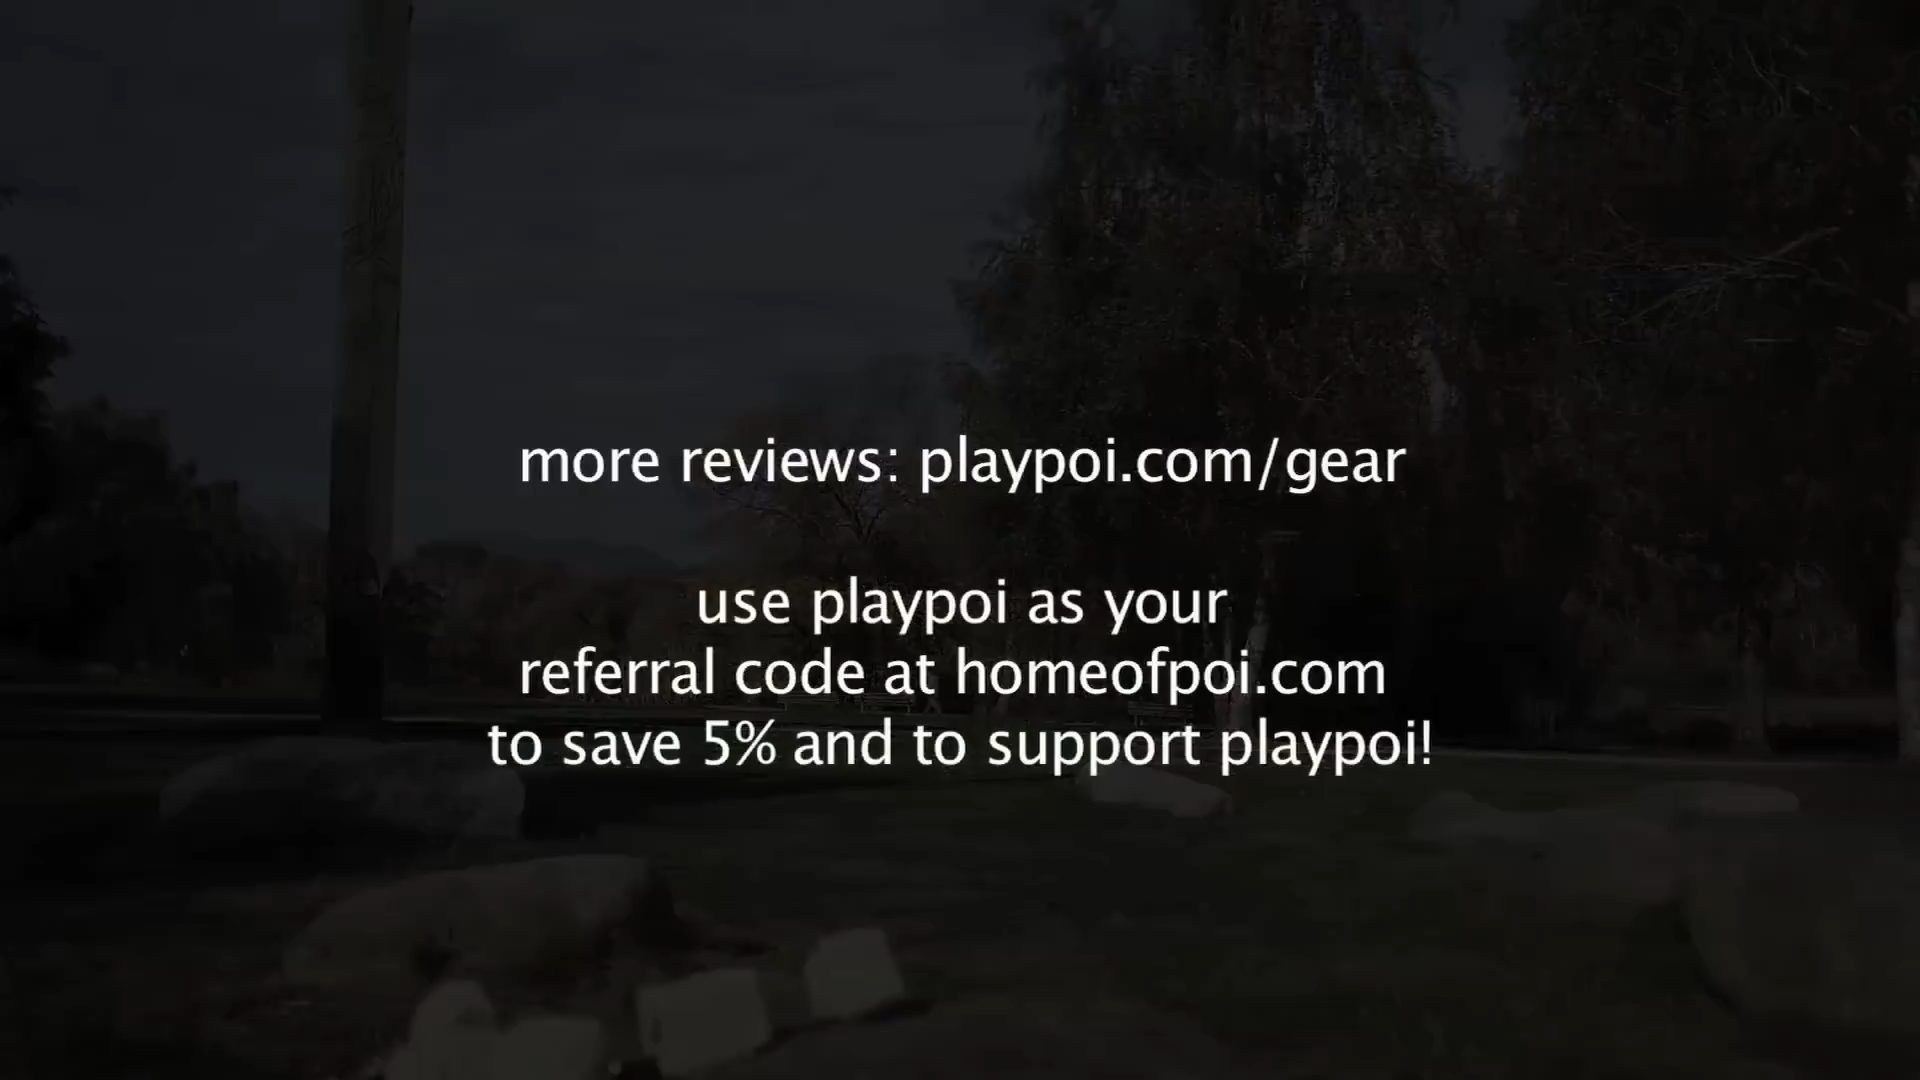 more reviews: playpoi.com/gear
use playpoi as your
referral code at homeofpoi.com
to save 5% and to support playpoi!